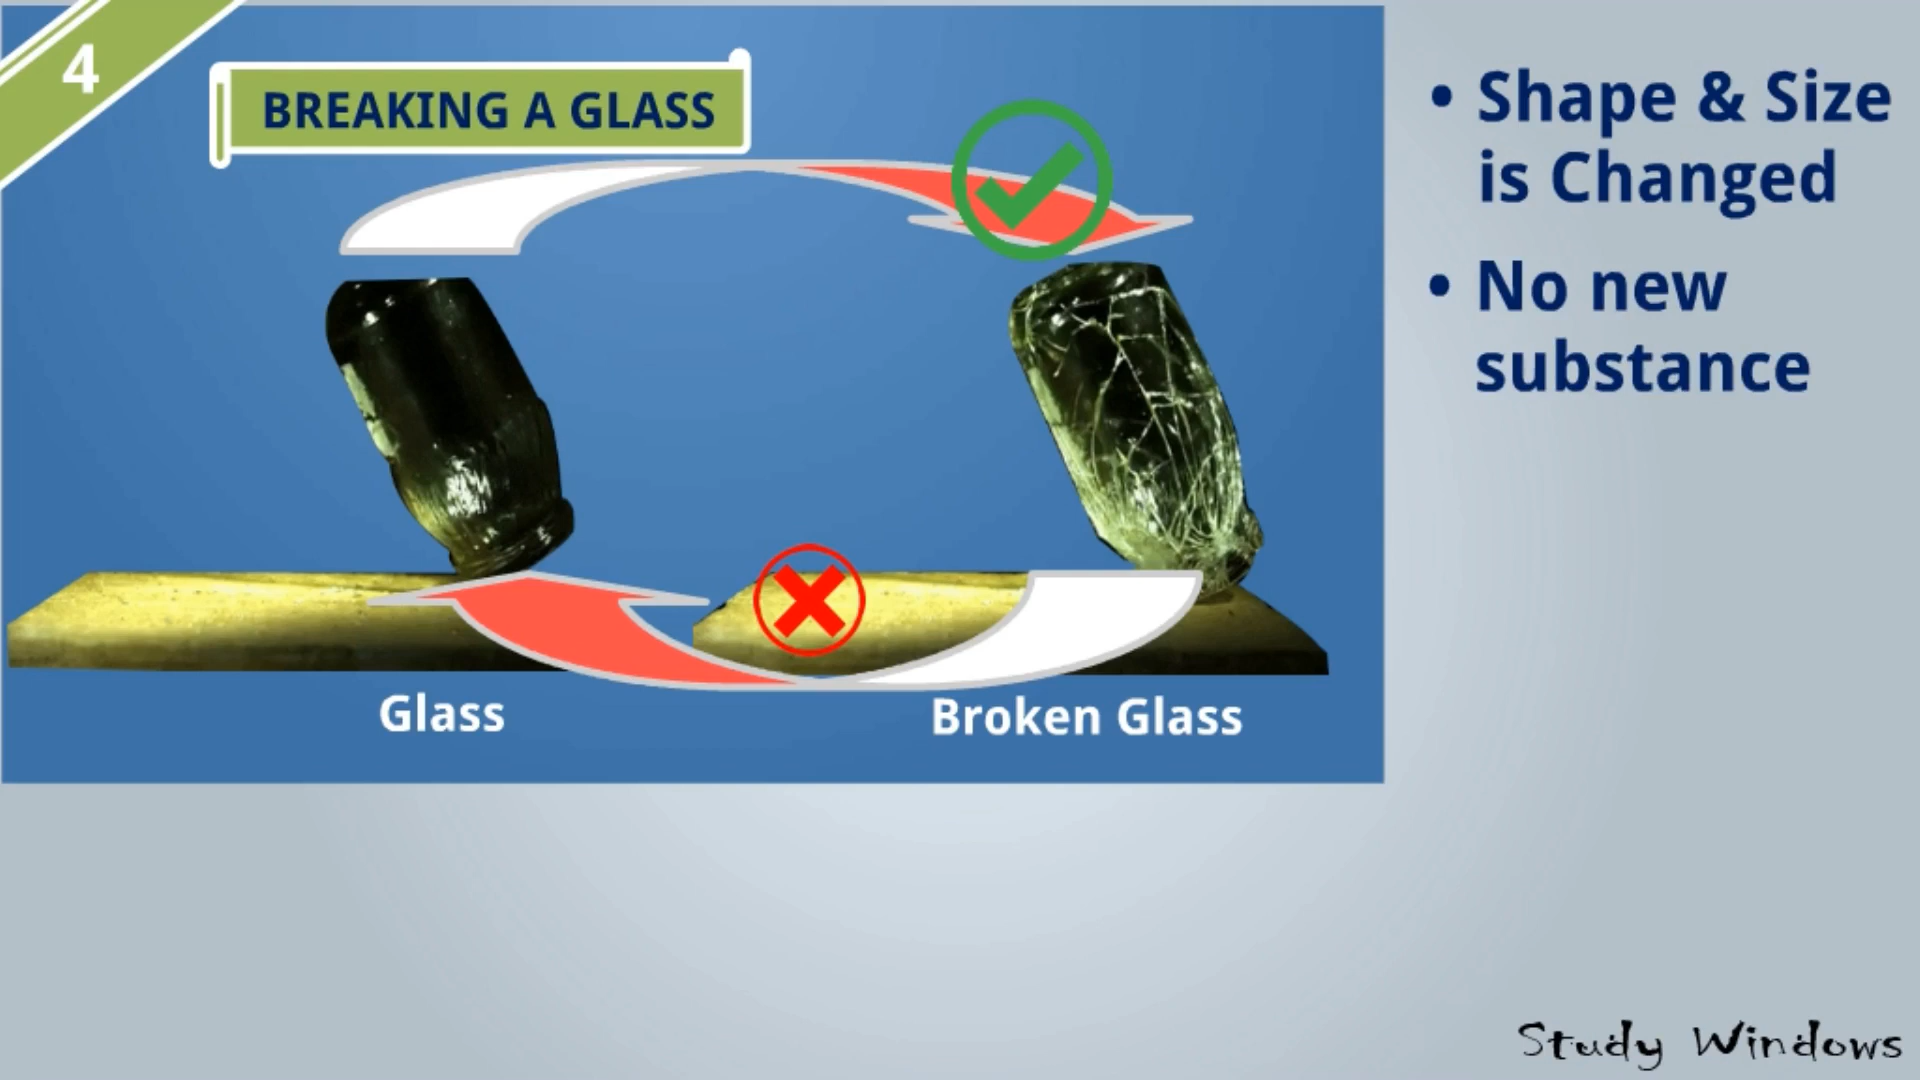 4
BREAKING A GLASS
Glass
Broken Glass
• Shape & Size
is Changed
• No new
substance
Study Windows